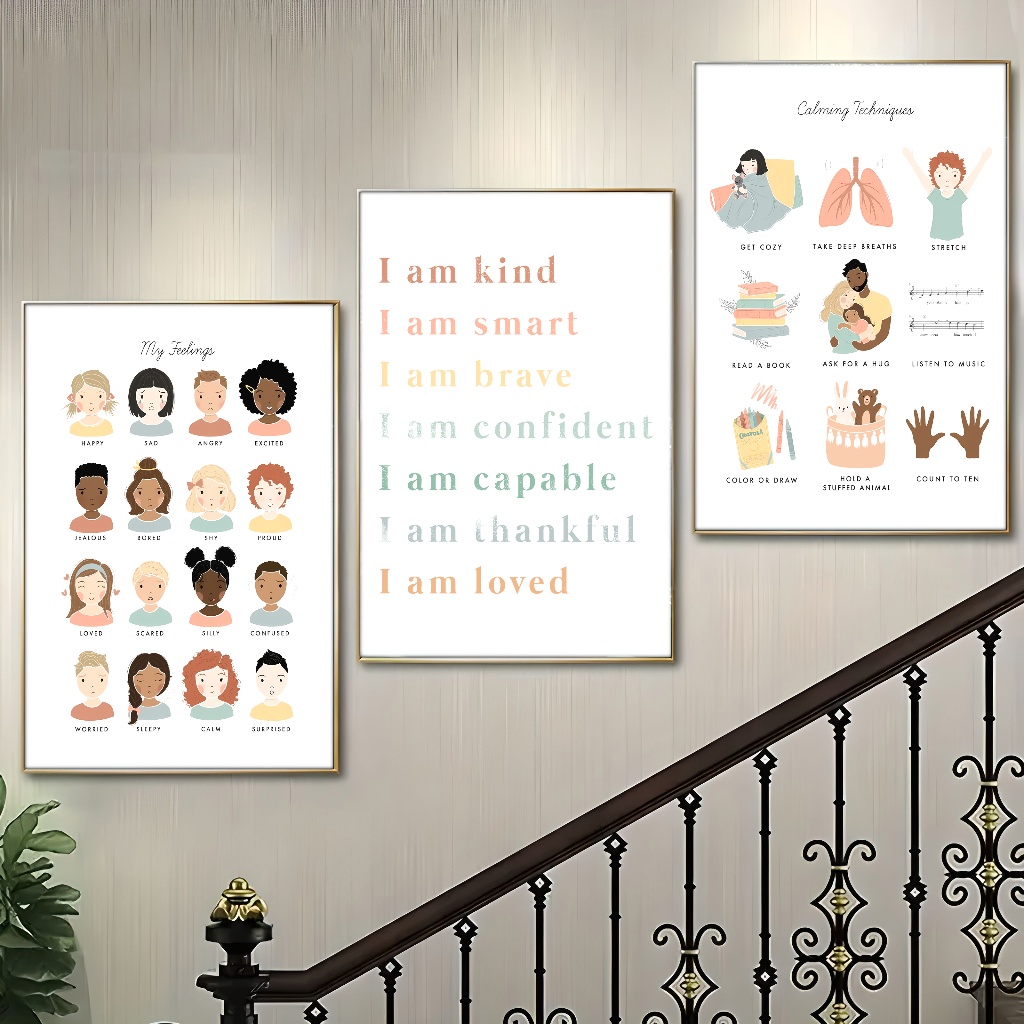 My Feelings
HAPPY
SAD
ANGRY
EXCITED
JEALOUS
BORED
SHY
PROUD
LOVED
SCARED
SILLY
CONFUSED
WORRIED
SLEEPY
CALM
SURPRISED
I am kind
I am smart
I am brave
I am confident
I am capable
I am thankful
I am loved
Calming Techniques
GET COZY
TAKE DEEP BREATHS
STRETCH
READ A BOOK
ASK FOR A HUG
LISTEN TO MUSIC
COLOR OR DRAW
HOLD A
STUFFED ANIMAL
COUNT TO TEN